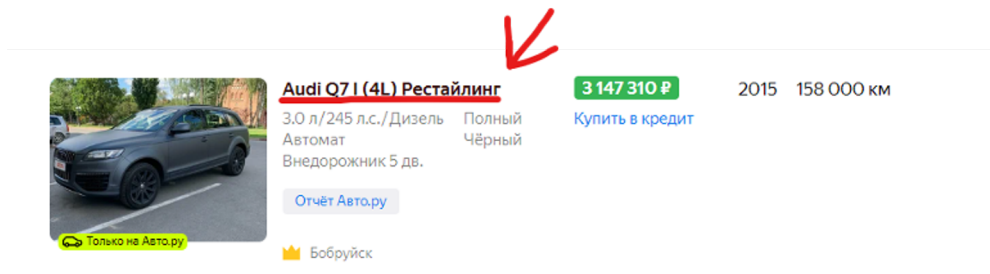 Audi Q7 I (4L) Рестайлинг
3 147 310 ₽
2015
158 000 км
3.0 л/245 л.с./Дизель
Полный
Купить в кредит
Автомат
Чёрный
Внедорожник 5 дв.
Отчёт Авто.ру
Только на Авто.ру
Бобруйск